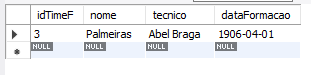 idTimeF nome tecnico dataFormacao
3 Palmeiras Abel Braga 1906-04-01
NULL NULL NULL NULL